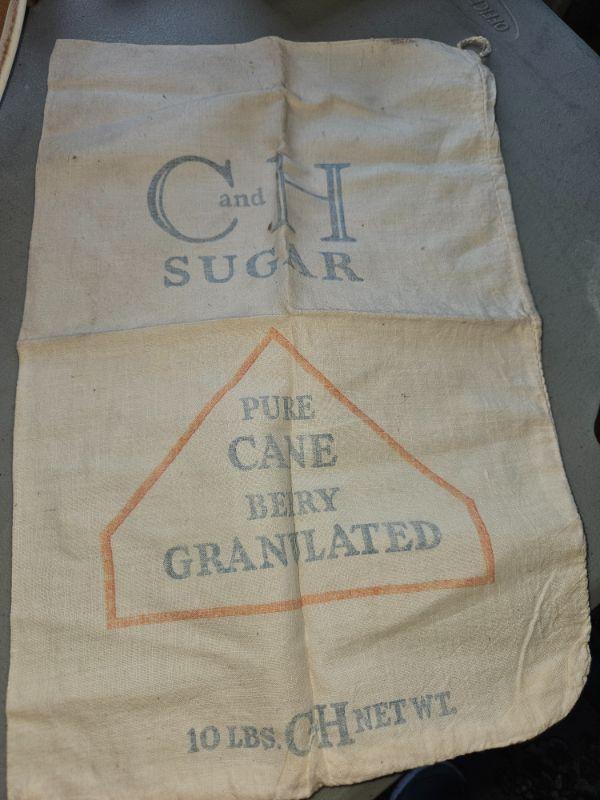 C and H
SUGAR
PURE
CANE
BERRY
GRANULATED
10 LBS. CH NET WT.